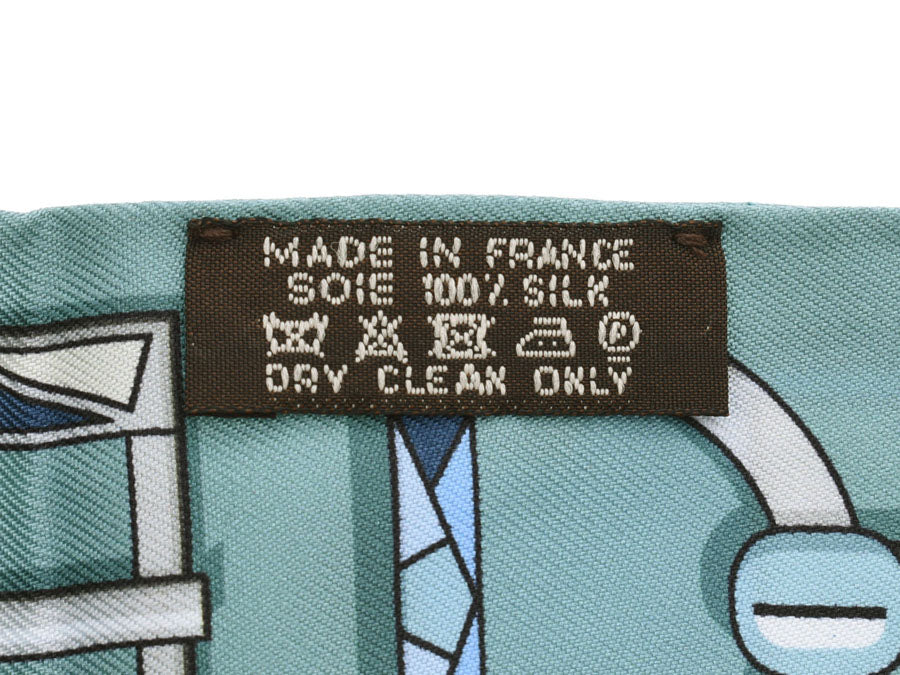 MADE IN FRANCE
SOIE 100% SILK
P
DRY CLEAN ONLY